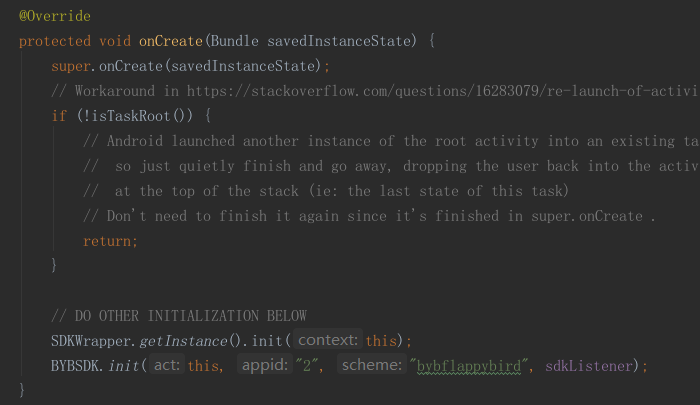 @Override
protected void onCreate(Bundle savedInstanceState) {
super.onCreate(savedInstanceState);
// Workaround in https://stackoverflow.com/questions/16283079/re-launch-of-activi
if (!isTaskRoot()) {
// Android launched another instance of the root activity into an existing ta
//  so just quietly finish and go away, dropping the user back into the activ
//  at the top of the stack (ie: the last state of this task)
// Don't need to finish it again since it's finished in super.onCreate .
return;
}
// DO OTHER INITIALIZATION BELOW
SDKWrapper.getInstance().init( context: this);
BYBSDK.init( act: this, appid: "2", scheme: "bybflappybird", sdkListener);
}